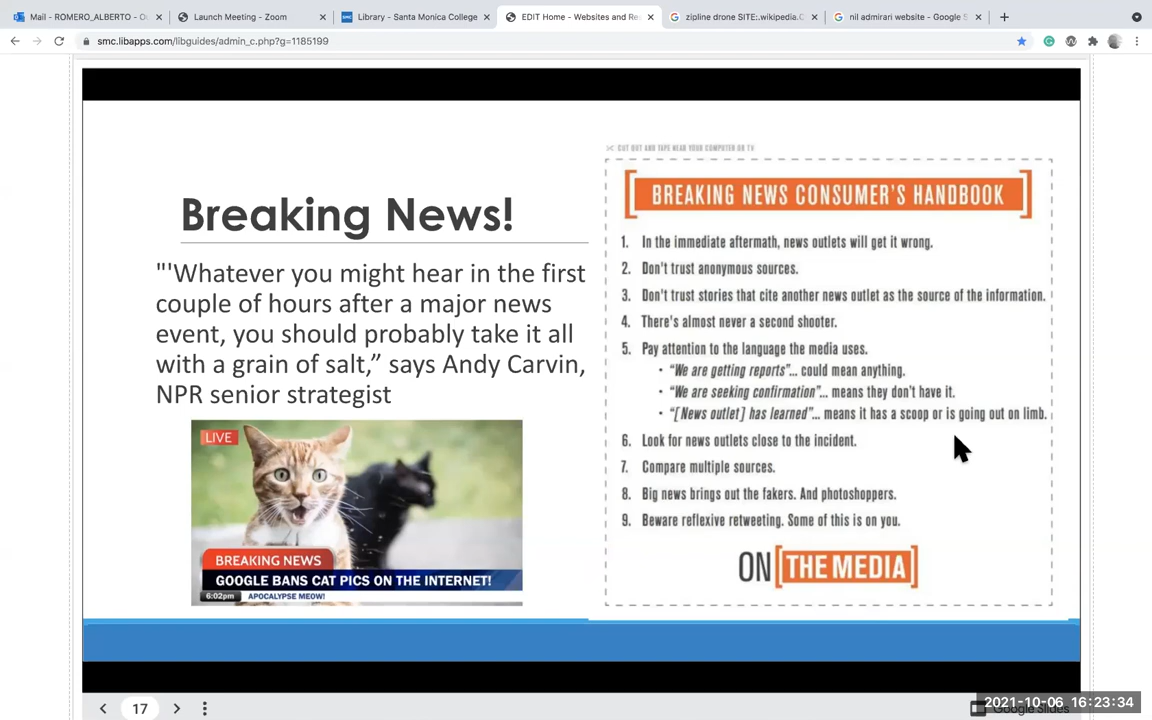 Mail - ROMERO_ALBERTO - O
Launch Meeting - Zoom
Library - Santa Monica College
EDIT Home - Websites and Re
zipline drone SITE:.wikipedia.
nil admirari website - Google S
smc.libapps.com/libguides/admin_c.php?g=1185199
Breaking News!
"'Whatever you might hear in the first
couple of hours after a major news
event, you should probably take it all
with a grain of salt,” says Andy Carvin,
NPR senior strategist
LIVE
BREAKING NEWS
GOOGLE BANS CAT PICS ON THE INTERNET!
6:02pm APOCALYPSE MEOW!
CUT OUT AND TAPE NEAR YOUR COMPUTER OR TV
BREAKING NEWS CONSUMER'S HANDBOOK
1. In the immediate aftermath, news outlets will get it wrong.
2. Don't trust anonymous sources.
3. Don't trust stories that cite another news outlet as the source of the information.
4. There's almost never a second shooter.
5. Pay attention to the language the media uses.
• “We are getting reports”... could mean anything.
• “We are seeking confirmation”... means they don't have it.
• “[News outlet] has learned”... means it has a scoop or is going out on limb.
6. Look for news outlets close to the incident.
7. Compare multiple sources.
8. Big news brings out the fakers. And photoshoppers.
9. Beware reflexive retweeting. Some of this is on you.
ON THE MEDIA
17
Google Slides
2021-10-06 16:23:34